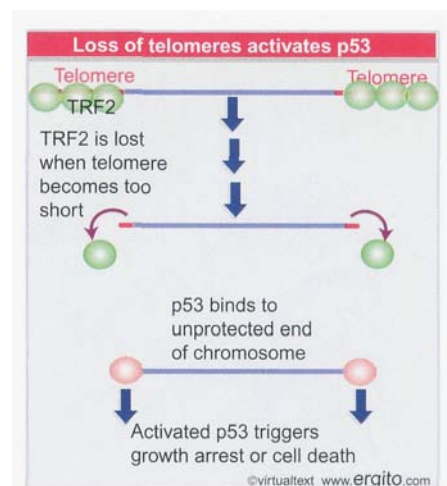 Loss of telomeres activates p53
Telomere
Telomere
TRF2
TRF2 is lost
when telomere
becomes too
short
p53 binds to
unprotected end
of chromosome
Activated p53 triggers
growth arrest or cell death
©virtualtext www.ergito.com